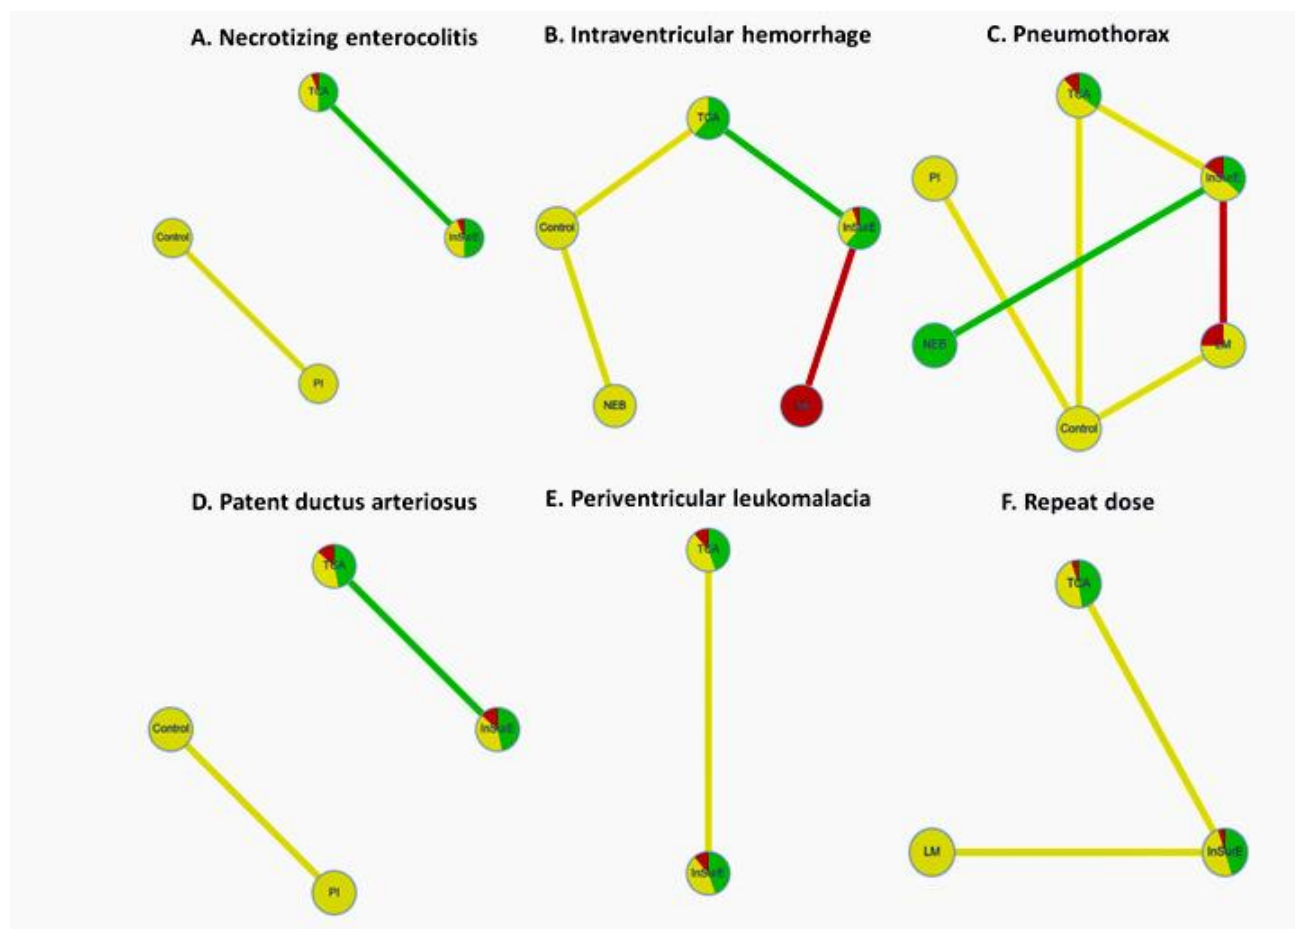 A. Necrotizing enterocolitis
TCA
InSurE
Control
PI
B. Intraventricular hemorrhage
TCA
Control
InSurE
NEB
C. Pneumothorax
TCA
PI
InSurE
NEB
LM
Control
D. Patent ductus arteriosus
TCA
Control
InSurE
PI
E. Periventricular leukomalacia
TCA
InSurE
F. Repeat dose
TCA
LM
InSurE